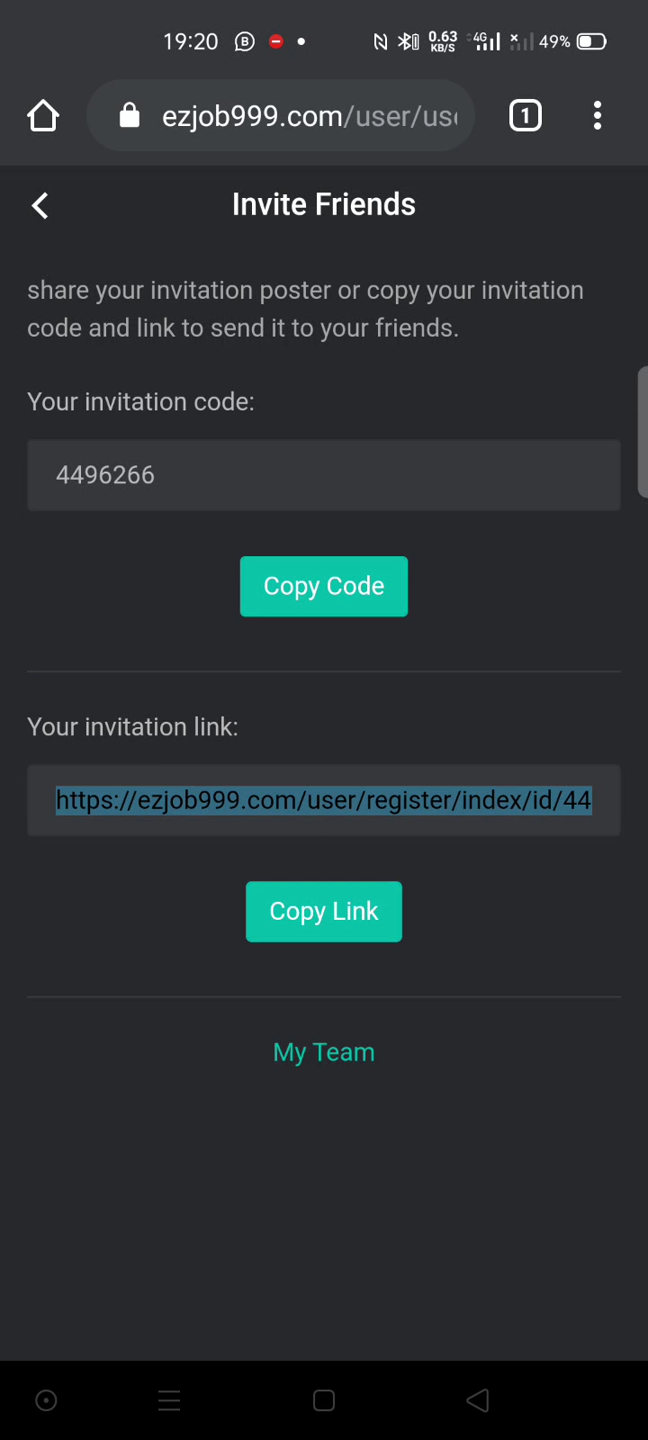 19:20 B 0.63 KB/S 4G 49%
ezjob999.com/user/use
1
Invite Friends
share your invitation poster or copy your invitation
code and link to send it to your friends.
Your invitation code:
4496266
Copy Code
Your invitation link:
https://ezjob999.com/user/register/index/id/44
Copy Link
My Team